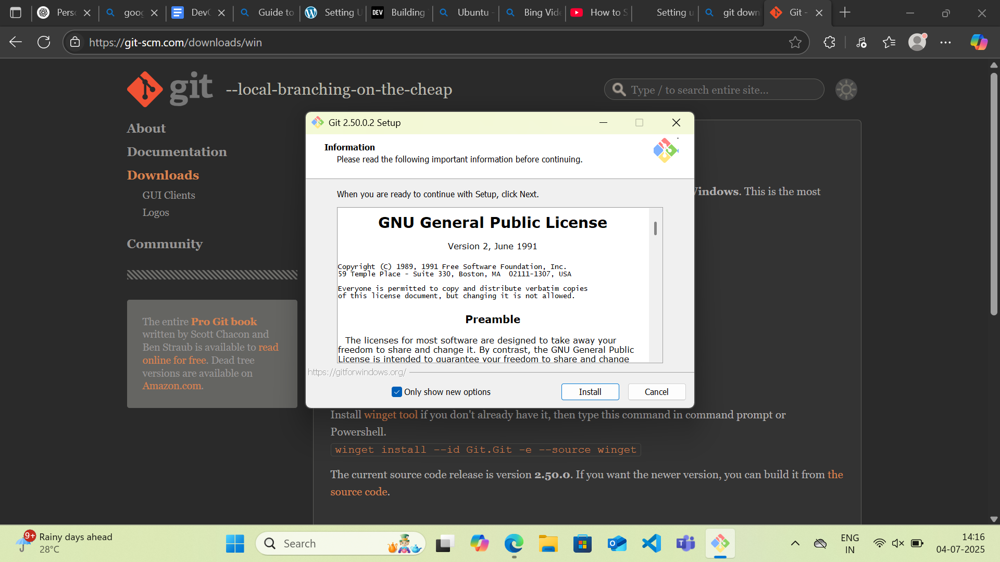 Perso
goog
DevO
Guide to
Setting U
DEV
Building
Ubuntu -
Bing Vide
How to S
Setting u
git down
Git -
https://git-scm.com/downloads/win
git
--local-branching-on-the-cheap
Type / to search entire site...
About
Documentation
Downloads
GUI Clients
Logos
Community
The entire Pro Git book
written by Scott Chacon and
Ben Straub is available to read
online for free. Dead tree
versions are available on
Amazon.com.
Git 2.50.0.2 Setup
Information
Please read the following important information before continuing.
When you are ready to continue with Setup, click Next.
GNU General Public License
Version 2, June 1991
Copyright (C) 1989, 1991 Free Software Foundation, Inc.
59 Temple Place - Suite 330, Boston, MA  02111-1307, USA
Everyone is permitted to copy and distribute verbatim copies
of this license document, but changing it is not allowed.
Preamble
The licenses for most software are designed to take away your
freedom to share and change it. By contrast, the GNU General Public
License is intended to guarantee your freedom to share and change
https://gitforwindows.org/
Only show new options
Install
Cancel
Windows. This is the most
Install winget tool if you don't already have it, then type this command in command prompt or
Powershell.
winget install --id Git.Git -e --source winget
The current source code release is version 2.50.0. If you want the newer version, you can build it from the
source code.
9+
Rainy days ahead
28°C
Search
ENG
IN
14:16
04-07-2025